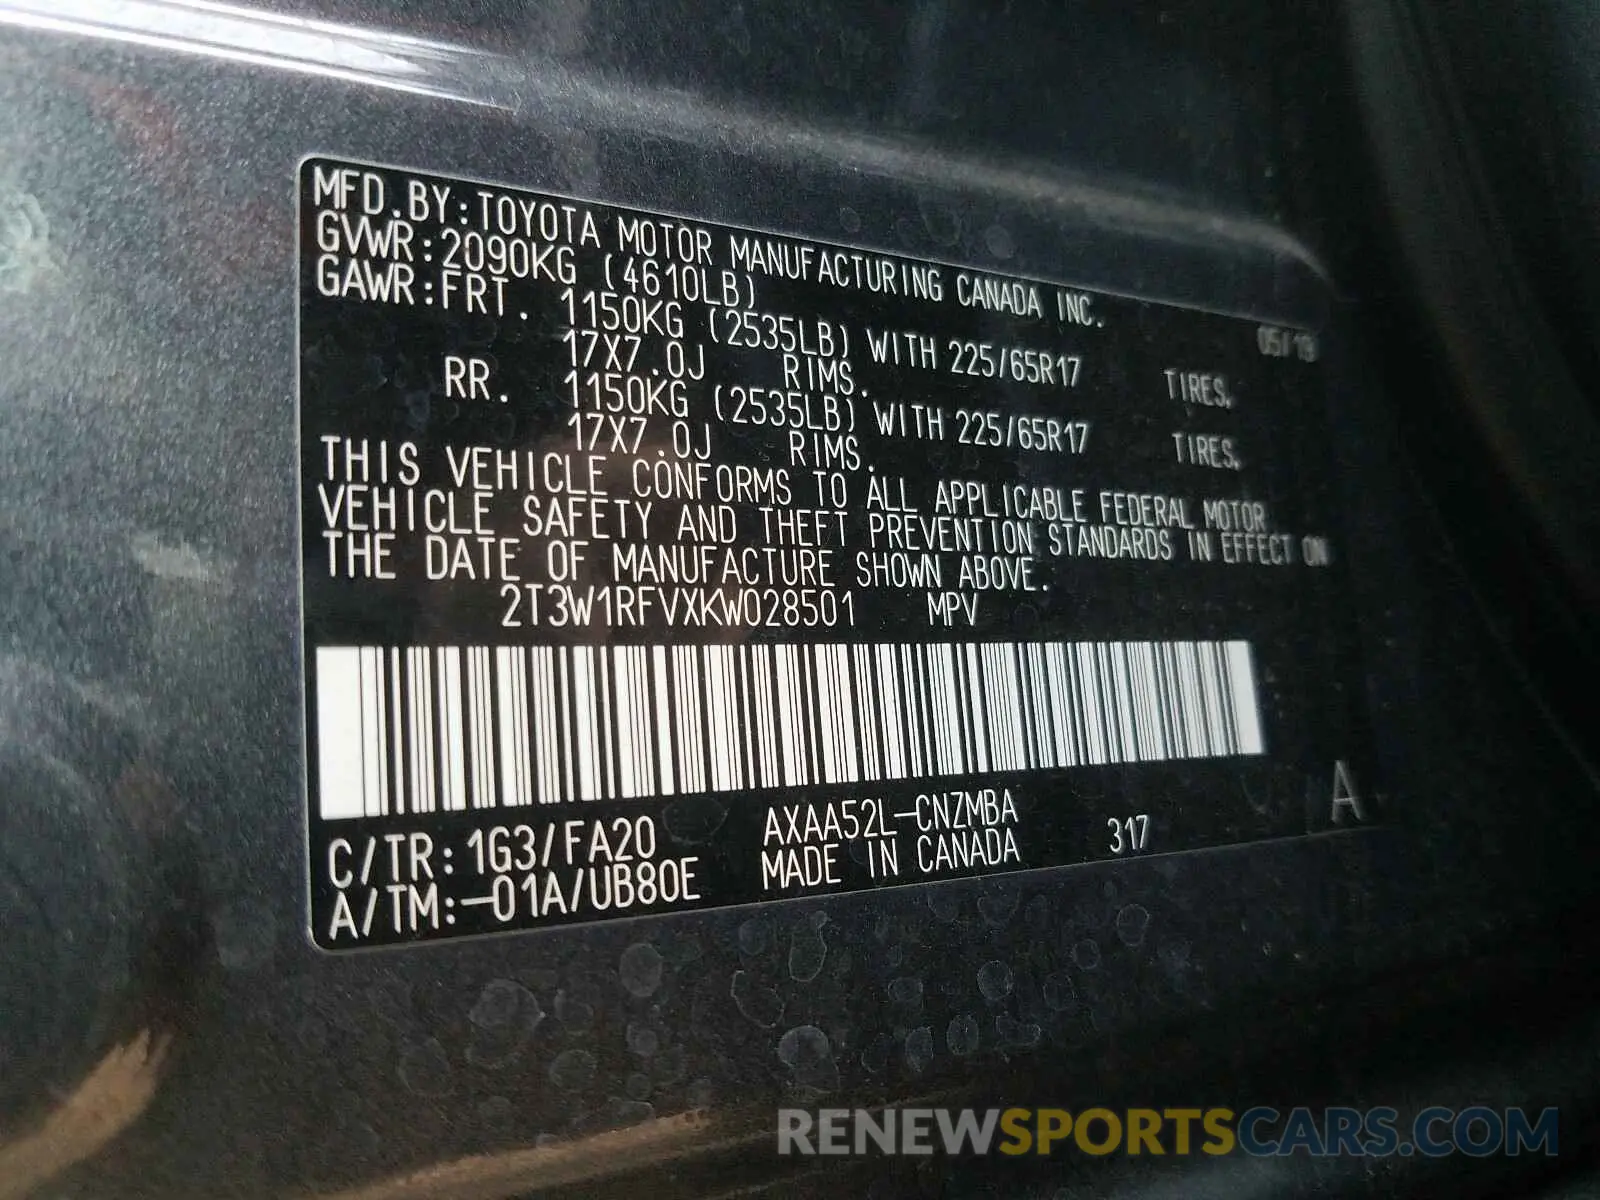 MFD.BY:TOYOTA MOTOR MANUFACTURING CANADA INC.
GVWR:2090KG (4610LB) 05/19
GAWR:FRT. 1150KG (2535LB) WITH 225/65R17 TIRES,
17X7.0J RIMS.
RR. 1150KG (2535LB) WITH 225/65R17 TIRES,
17X7.0J RIMS.
THIS VEHICLE CONFORMS TO ALL APPLICABLE FEDERAL MOTOR
VEHICLE SAFETY AND THEFT PREVENTION STANDARDS IN EFFECT ON
THE DATE OF MANUFACTURE SHOWN ABOVE.
2T3W1RFVXKW028501 MPV
C/TR:1G3/FA20 AXAA52L-CNZMBA
A/TM:-01A/UB80E MADE IN CANADA 317 A
RENEWSPORTSCARS.COM